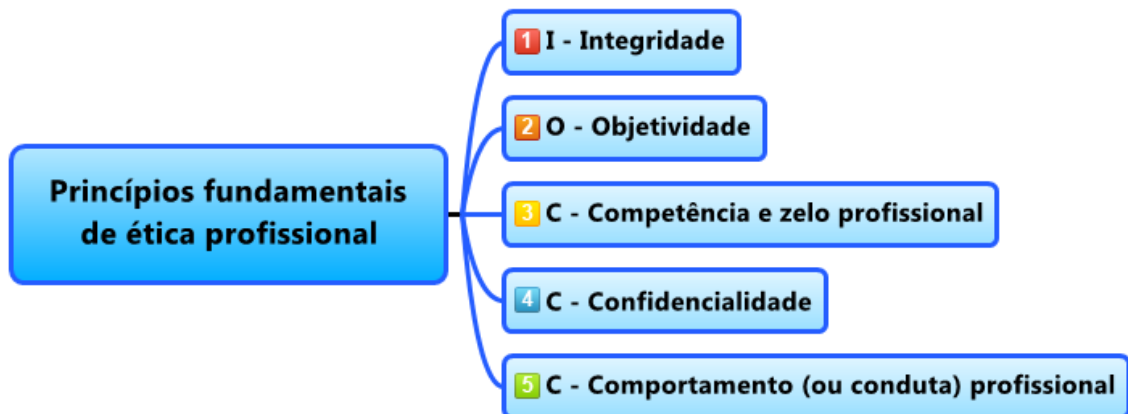 Princípios fundamentais
de ética profissional
1 I - Integridade
2 O - Objetividade
3 C - Competência e zelo profissional
4 C - Confidencialidade
5 C - Comportamento (ou conduta) profissional